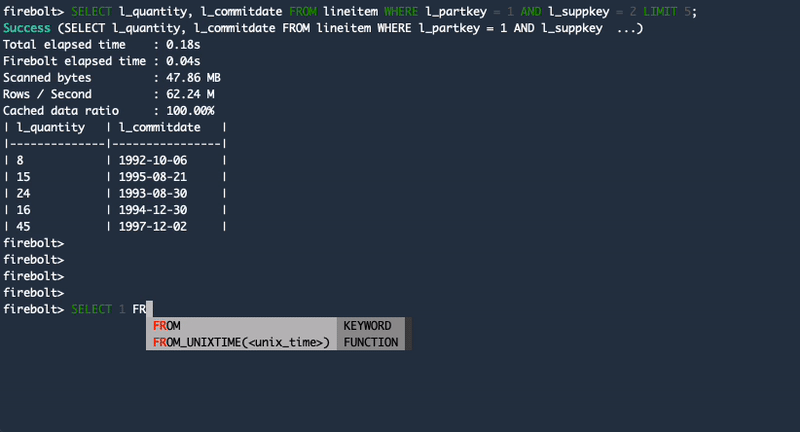 firebolt> SELECT l_quantity, l_commitdate FROM lineitem WHERE l_partkey = 1 AND l_suppkey = 2 LIMIT 5;
Success (SELECT l_quantity, l_commitdate FROM lineitem WHERE l_partkey = 1 AND l_suppkey  ...)
Total elapsed time    : 0.18s
Firebolt elapsed time : 0.04s
Scanned bytes         : 47.86 MB
Rows / Second         : 62.24 M
Cached data ratio     : 100.00%
| l_quantity   | l_commitdate   |
|--------------+----------------|
| 8            | 1992-10-06     |
| 15           | 1995-08-21     |
| 24           | 1993-08-30     |
| 16           | 1994-12-30     |
| 45           | 1997-12-02     |
firebolt>
firebolt>
firebolt>
firebolt>
firebolt> SELECT 1 FR
FROM KEYWORD
FROM_UNIXTIME(<unix_time>) FUNCTION